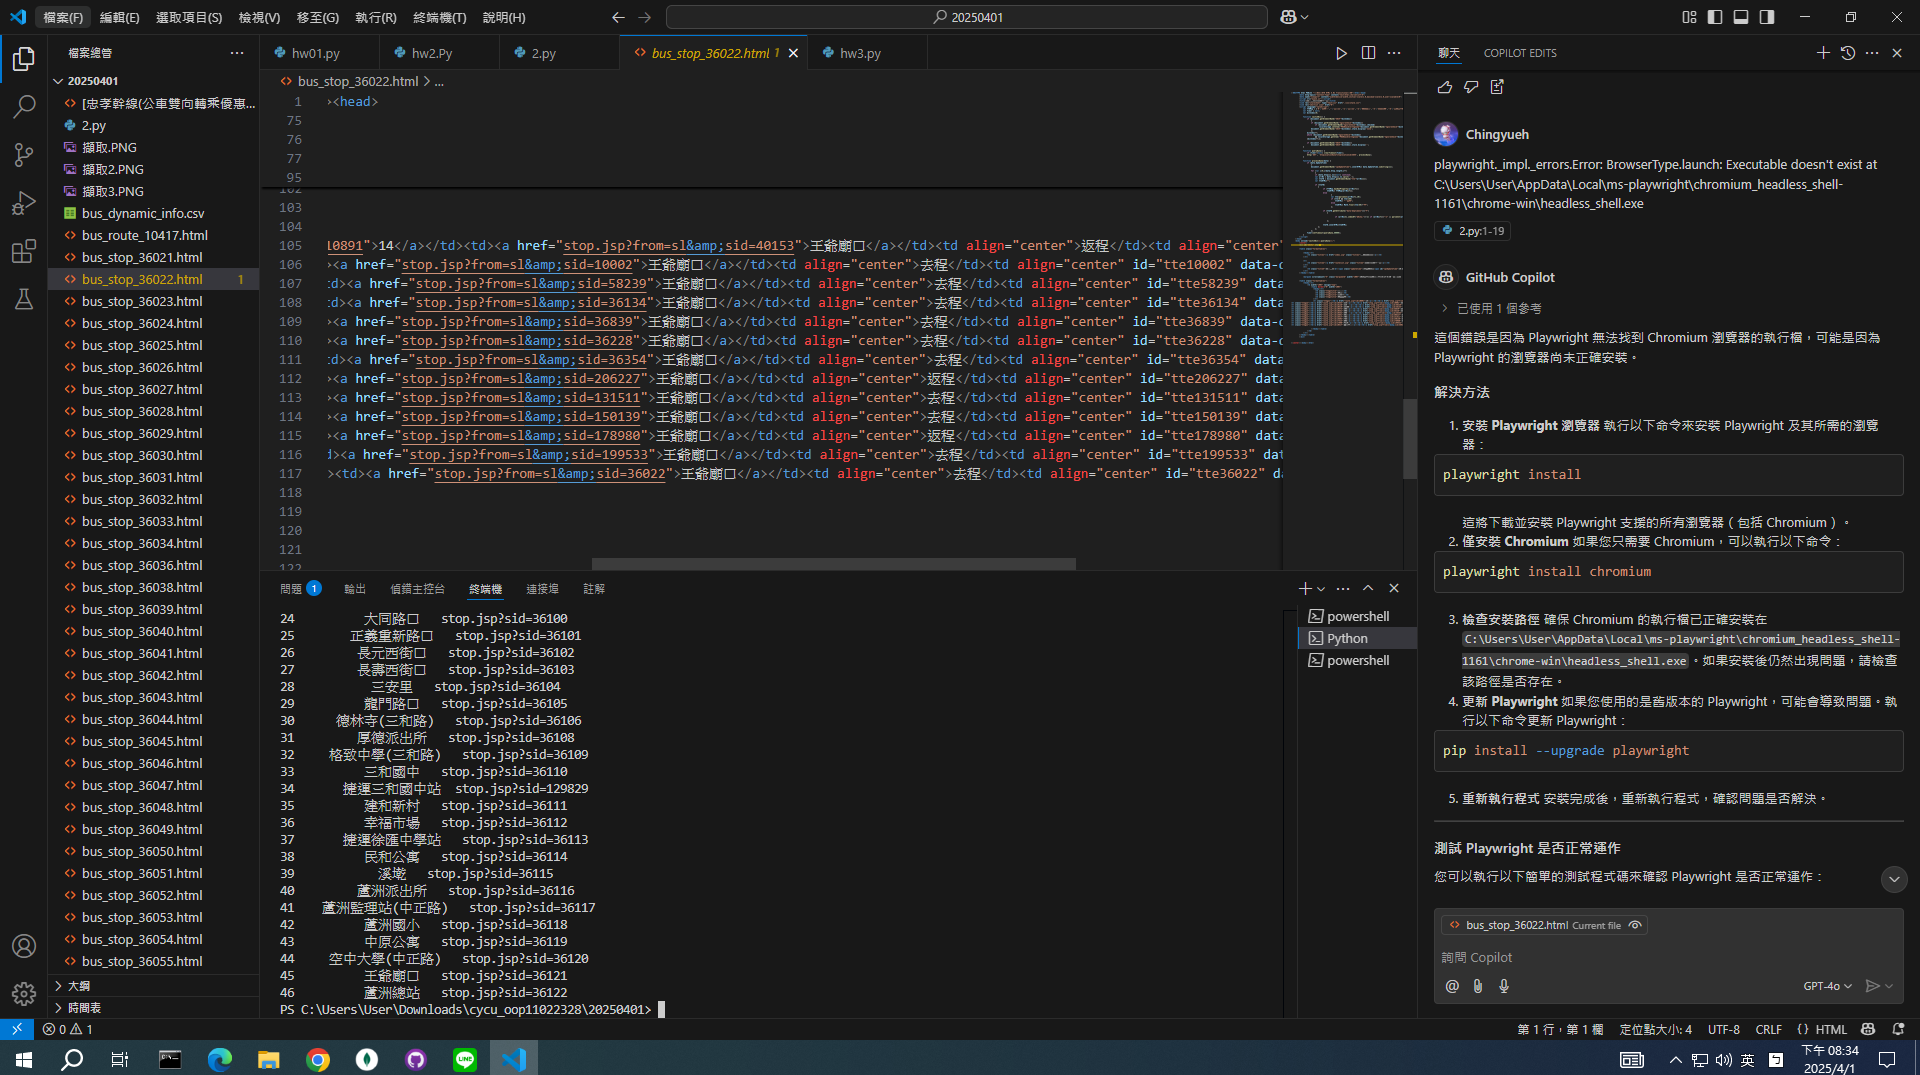 檔案(F) 編輯(E) 選取項目(S) 檢視(V) 移至(G) 執行(R) 終端機(T) 說明(H)
20250401
檔案總管
20250401
[忠孝幹線(公車雙向轉乘優惠...
2.py
擷取.PNG
擷取2.PNG
擷取3.PNG
bus_dynamic_info.csv
bus_route_10417.html
bus_stop_36021.html
bus_stop_36022.html 1
bus_stop_36023.html
bus_stop_36024.html
bus_stop_36025.html
bus_stop_36026.html
bus_stop_36027.html
bus_stop_36028.html
bus_stop_36029.html
bus_stop_36030.html
bus_stop_36031.html
bus_stop_36032.html
bus_stop_36033.html
bus_stop_36034.html
bus_stop_36036.html
bus_stop_36038.html
bus_stop_36039.html
bus_stop_36040.html
bus_stop_36041.html
bus_stop_36042.html
bus_stop_36043.html
bus_stop_36044.html
bus_stop_36045.html
bus_stop_36046.html
bus_stop_36047.html
bus_stop_36048.html
bus_stop_36049.html
bus_stop_36050.html
bus_stop_36051.html
bus_stop_36052.html
bus_stop_36053.html
bus_stop_36054.html
bus_stop_36055.html
大綱
時間表
hw01.py hw2.Py 2.py bus_stop_36022.html 1 hw3.py
bus_stop_36022.html > ...
1 <head>
75
76
77
95
102
103
104
105 10891">14</a></td><td><a href="stop.jsp?from=sl&amp;sid=40153">王爺廟口</a></td><td align="center">返程</td><td align="center"
106 <a href="stop.jsp?from=sl&amp;sid=10002">王爺廟口</a></td><td align="center">去程</td><td align="center" id="tte10002" data-d
107 d><a href="stop.jsp?from=sl&amp;sid=58239">王爺廟口</a></td><td align="center">去程</td><td align="center" id="tte58239" data
108 d><a href="stop.jsp?from=sl&amp;sid=36134">王爺廟口</a></td><td align="center">去程</td><td align="center" id="tte36134" data
109 <a href="stop.jsp?from=sl&amp;sid=36839">王爺廟口</a></td><td align="center">去程</td><td align="center" id="tte36839" data-d
110 <a href="stop.jsp?from=sl&amp;sid=36228">王爺廟口</a></td><td align="center">去程</td><td align="center" id="tte36228" data-d
111 d><a href="stop.jsp?from=sl&amp;sid=36354">王爺廟口</a></td><td align="center">去程</td><td align="center" id="tte36354" data
112 <a href="stop.jsp?from=sl&amp;sid=206227">王爺廟口</a></td><td align="center">返程</td><td align="center" id="tte206227" data
113 <a href="stop.jsp?from=sl&amp;sid=131511">王爺廟口</a></td><td align="center">去程</td><td align="center" id="tte131511" data
114 <a href="stop.jsp?from=sl&amp;sid=150139">王爺廟口</a></td><td align="center">去程</td><td align="center" id="tte150139" data
115 <a href="stop.jsp?from=sl&amp;sid=178980">王爺廟口</a></td><td align="center">返程</td><td align="center" id="tte178980" data
116 d><a href="stop.jsp?from=sl&amp;sid=199533">王爺廟口</a></td><td align="center">去程</td><td align="center" id="tte199533" dat
117 ><td><a href="stop.jsp?from=sl&amp;sid=36022">王爺廟口</a></td><td align="center">去程</td><td align="center" id="tte36022" da
118
119
120
121
122
問題 1 輸出 偵錯主控台 終端機 連接埠 註解
24 大同路口 stop.jsp?sid=36100
25 正義重新路口 stop.jsp?sid=36101
26 長元西街口 stop.jsp?sid=36102
27 長壽西街口 stop.jsp?sid=36103
28 三安里 stop.jsp?sid=36104
29 龍門路口 stop.jsp?sid=36105
30 德林寺(三和路) stop.jsp?sid=36106
31 厚德派出所 stop.jsp?sid=36108
32 格致中學(三和路) stop.jsp?sid=36109
33 三和國中 stop.jsp?sid=36110
34 捷運三和國中站 stop.jsp?sid=129829
35 建和新村 stop.jsp?sid=36111
36 幸福市場 stop.jsp?sid=36112
37 捷運徐匯中學站 stop.jsp?sid=36113
38 民和公寓 stop.jsp?sid=36114
39 溪墘 stop.jsp?sid=36115
40 蘆洲派出所 stop.jsp?sid=36116
41 蘆洲監理站(中正路) stop.jsp?sid=36117
42 蘆洲國小 stop.jsp?sid=36118
43 中原公寓 stop.jsp?sid=36119
44 空中大學(中正路) stop.jsp?sid=36120
45 王爺廟口 stop.jsp?sid=36121
46 蘆洲總站 stop.jsp?sid=36122
PS C:\Users\User\Downloads\cycu_oop11022328\20250401>
powershell
Python
powershell
聊天 COPILOT EDITS
Chingyueh
playwright._impl._errors.Error: BrowserType.launch: Executable doesn't exist at
C:\Users\User\AppData\Local\ms-playwright\chromium_headless_shell-
1161\chrome-win\headless_shell.exe
2.py:1-19
GitHub Copilot
已使用 1 個參考
這個錯誤是因為 Playwright 無法找到 Chromium 瀏覽器的執行檔，可能是因為
Playwright 的瀏覽器尚未正確安裝。
解決方法
1. 安裝 Playwright 瀏覽器 執行以下命令來安裝 Playwright 及其所需的瀏覽
器：
playwright install
這將下載並安裝 Playwright 支援的所有瀏覽器（包括 Chromium）。
2. 僅安裝 Chromium 如果您只需要 Chromium，可以執行以下命令：
playwright install chromium
3. 檢查安裝路徑 確保 Chromium 的執行檔已正確安裝在
C:\Users\User\AppData\Local\ms-playwright\chromium_headless_shell-
1161\chrome-win\headless_shell.exe。如果安裝後仍然出現問題，請檢查
該路徑是否存在。
4. 更新 Playwright 如果您使用的是舊版本的 Playwright，可能會導致問題。執
行以下命令更新 Playwright：
pip install --upgrade playwright
5. 重新執行程式 安裝完成後，重新執行程式，確認問題是否解決。
測試 Playwright 是否正常運作
您可以執行以下簡單的測試程式碼來確認 Playwright 是否正常運作：
bus_stop_36022.html Current file
詢問 Copilot
GPT-4o
0 1
第 1 行，第 1 欄 定位點大小: 4 UTF-8 CRLF {} HTML
英
下午 08:34
2025/4/1